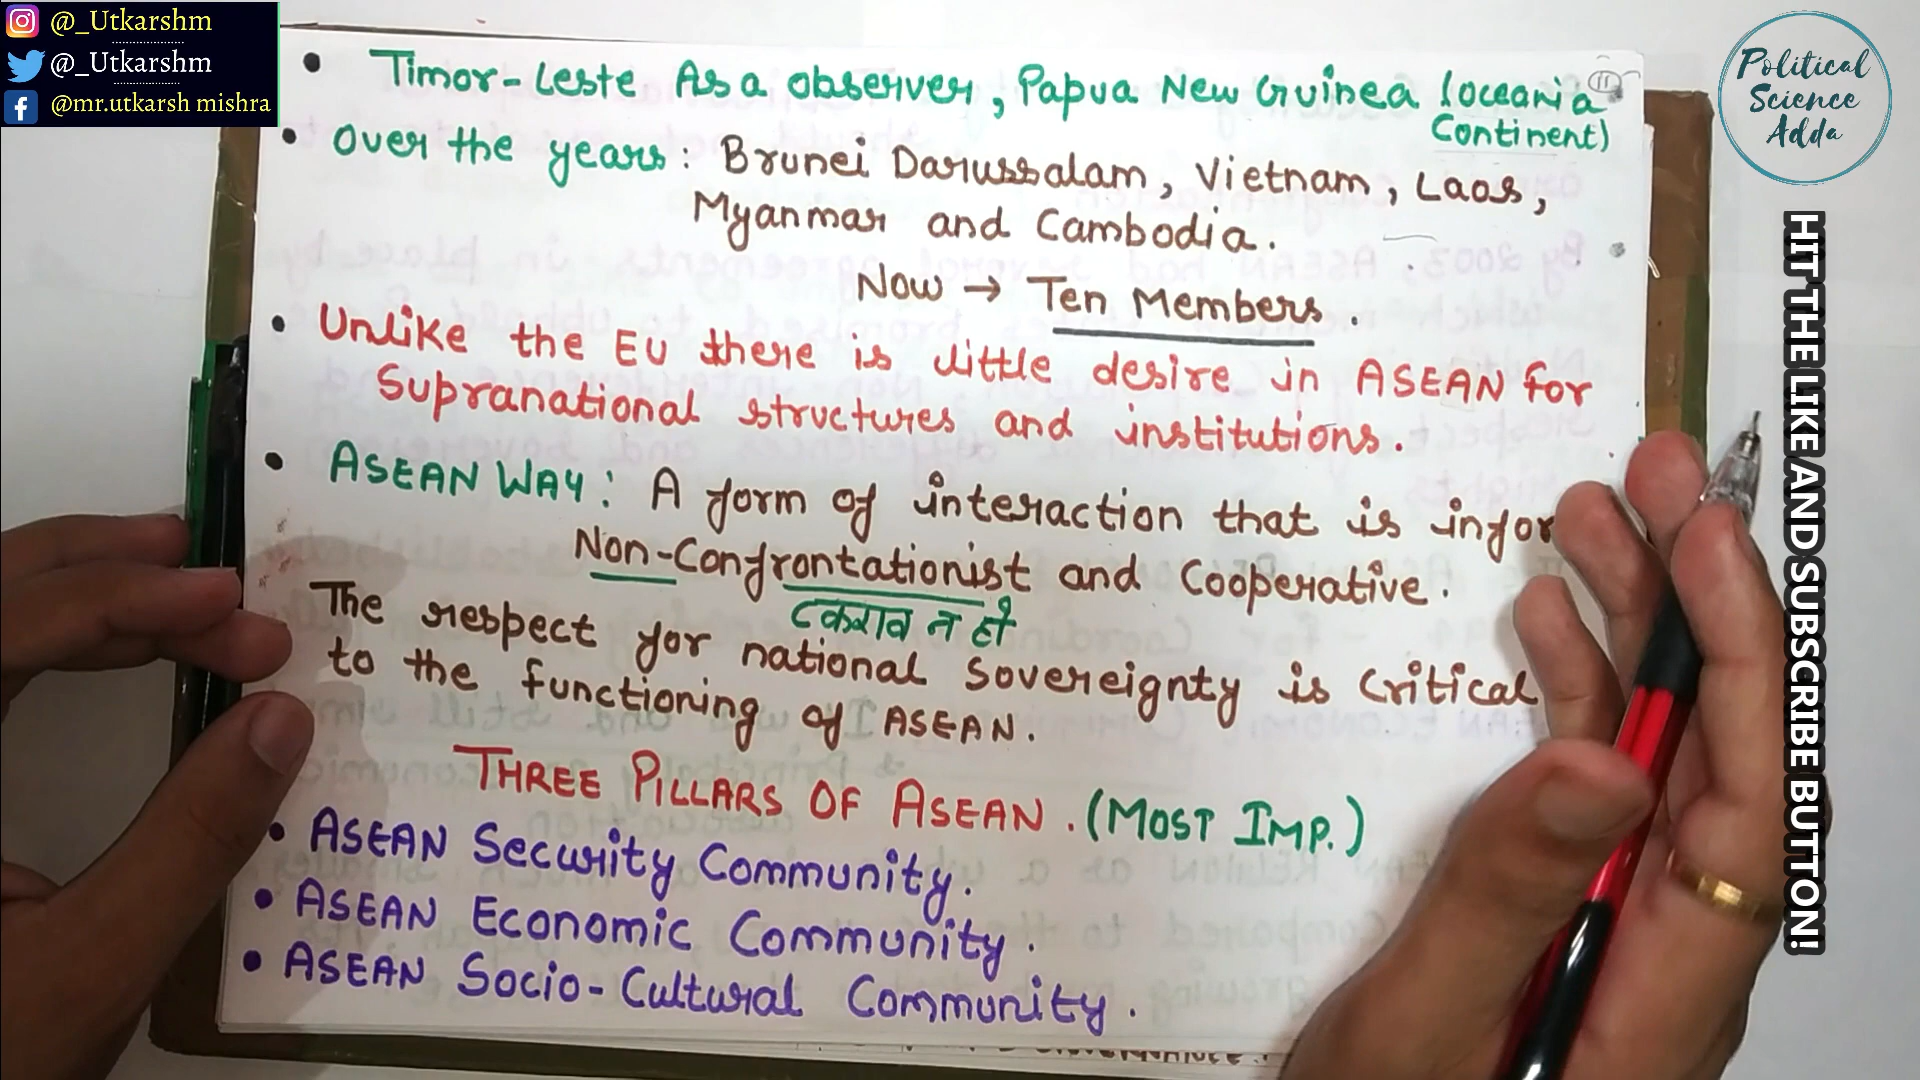 @_Utkarshm
@_Utkarshm
@mr.utkarsh mishra
Political
Science
Adda
HIT THE LIKE AND SUBSCRIBE BUTTON!
11
• Timor-Leste As a observer, Papua New Guinea (oceania
Continent)
• Over the years: Brunei Darussalam, Vietnam, Laos,
Myanmar and Cambodia.
Now → Ten Members.
• Unlike the EU there is little desire in ASEAN for
Supranational structures and institutions.
• ASEAN WAY: A form of interaction that is infor
Non-Confrontationist and Cooperative.
टकराव न हो
The respect for national sovereignty is critical
to the functioning of ASEAN.
THREE PILLARS OF ASEAN. (MOST IMP.)
• ASEAN Security Community.
• ASEAN Economic Community.
• ASEAN Socio-Cultural Community.